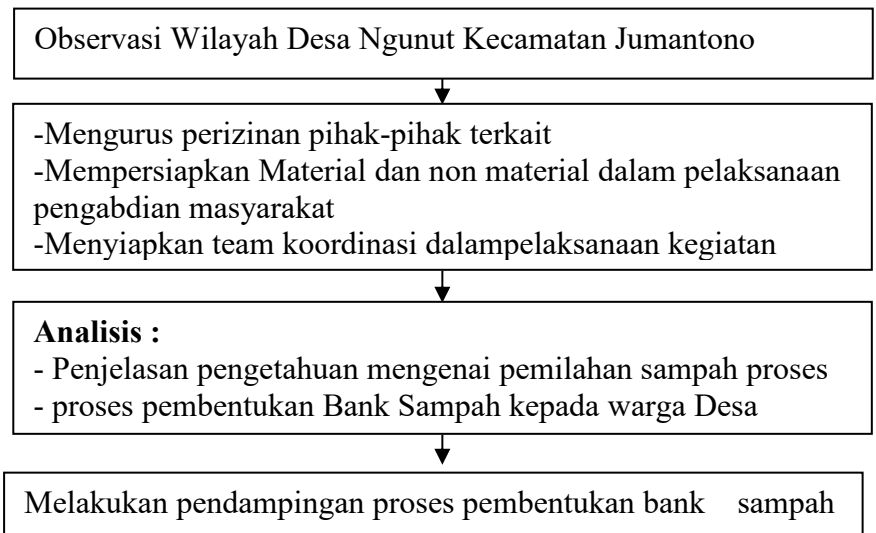 Observasi Wilayah Desa Ngunut Kecamatan Jumantono
-Mengurus perizinan pihak-pihak terkait
-Mempersiapkan Material dan non material dalam pelaksanaan
pengabdian masyarakat
-Menyiapkan team koordinasi dalampelaksanaan kegiatan
Analisis :
- Penjelasan pengetahuan mengenai pemilahan sampah proses
- proses pembentukan Bank Sampah kepada warga Desa
Melakukan pendampingan proses pembentukan bank sampah